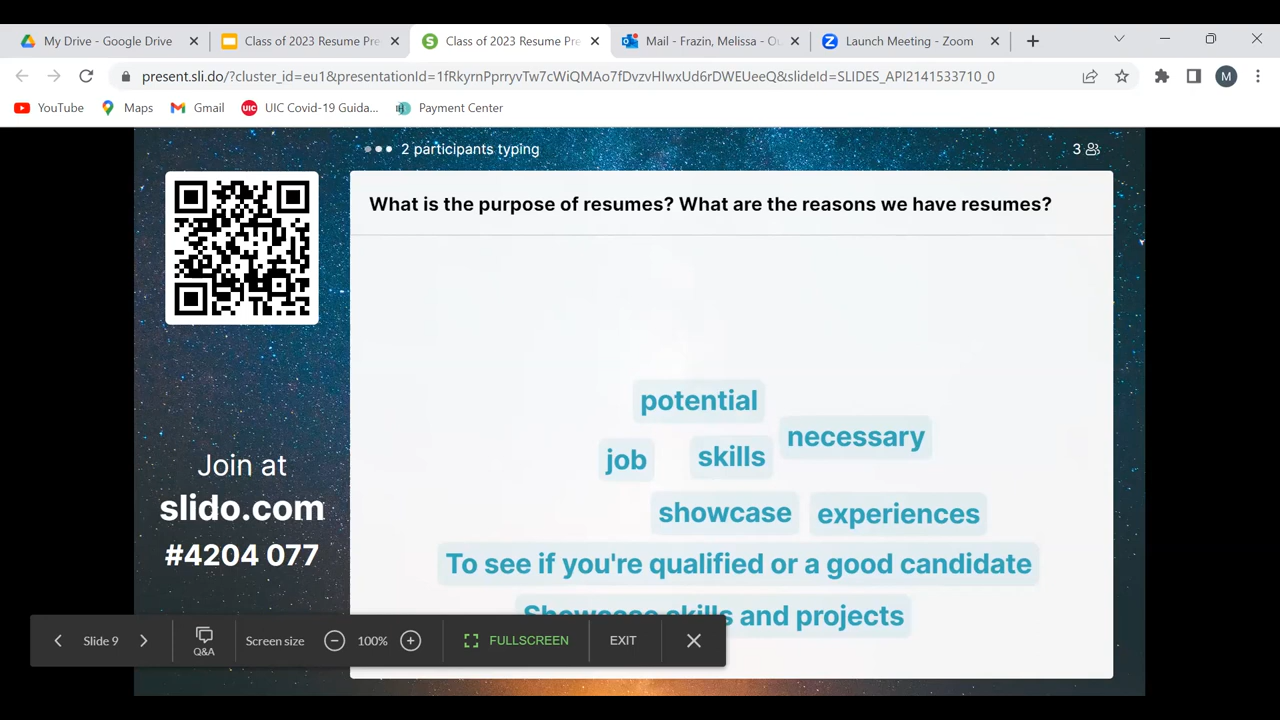 My Drive - Google Drive
Class of 2023 Resume Pre
Class of 2023 Resume Pre
Mail - Frazin, Melissa - Ou
Launch Meeting - Zoom
present.sli.do/?cluster_id=eu1&presentationId=1fRkyrnPprryvTw7cWiQMAo7fDvzvHIwxUd6rDWEUeeQ&slideId=SLIDES_API2141533710_0
M
YouTube
Maps
Gmail
UIC
UIC Covid-19 Guida...
Payment Center
2 participants typing
3
What is the purpose of resumes? What are the reasons we have resumes?
potential
necessary
job
skills
showcase
experiences
To see if you're qualified or a good candidate
Showcase skills and projects
Join at
slido.com
#4204 077
Slide 9
Q&A
Screen size
100%
FULLSCREEN
EXIT